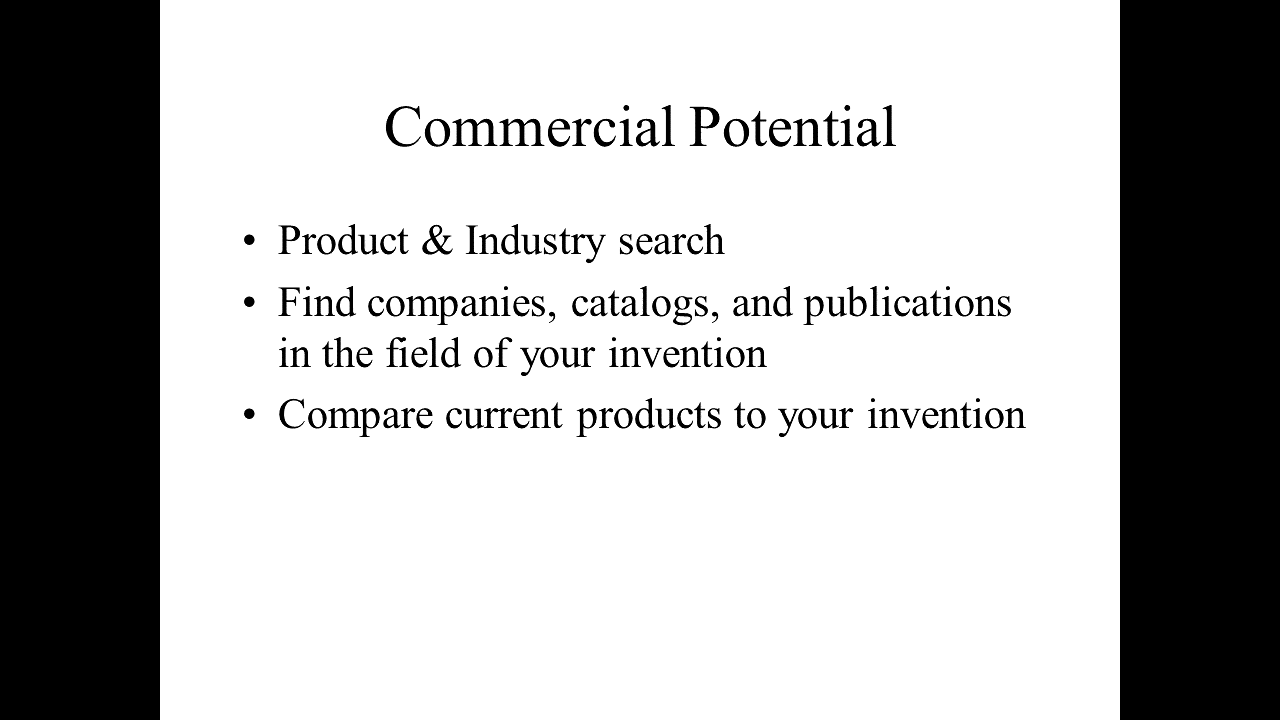 Commercial Potential
• Product & Industry search
• Find companies, catalogs, and publications
in the field of your invention
• Compare current products to your invention